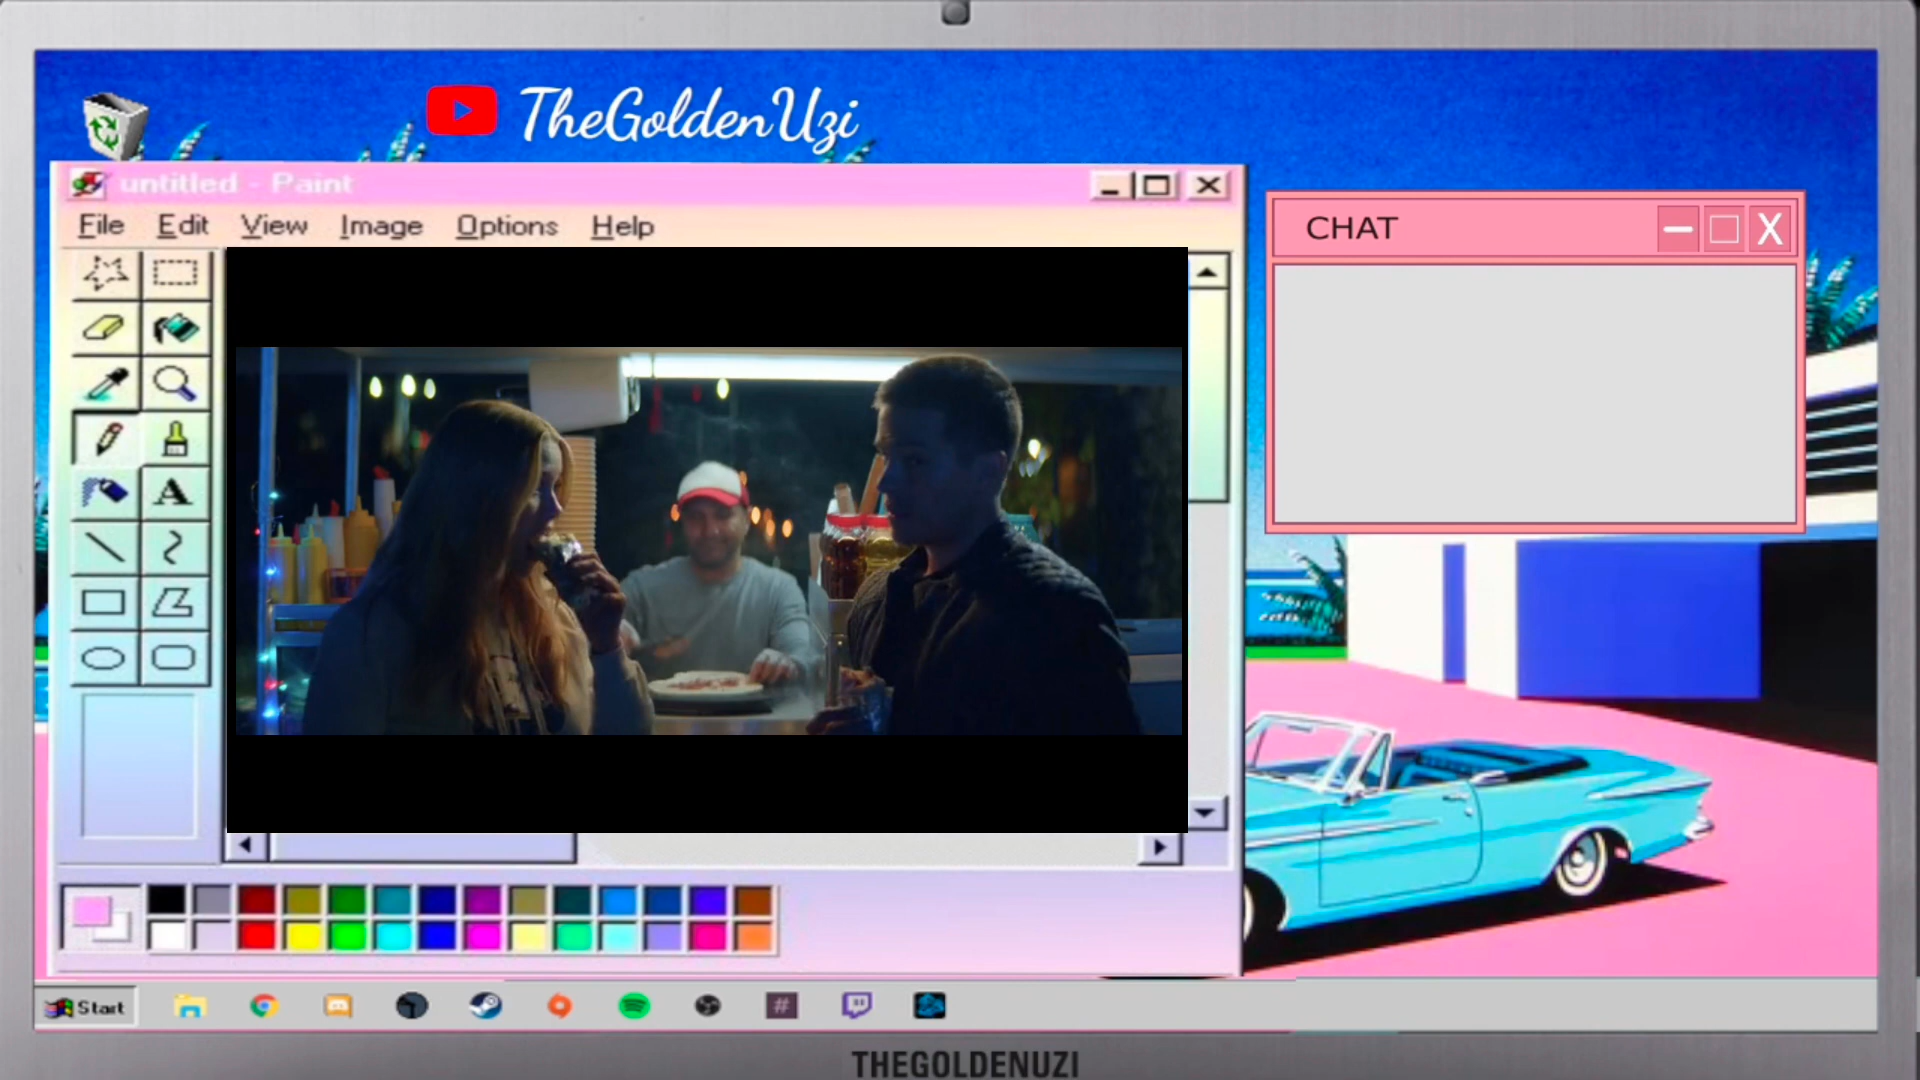 TheGoldenUzi
untitled - Paint
File Edit View Image Options Help
CHAT
X
A
Start
#
THEGOLDENUZI